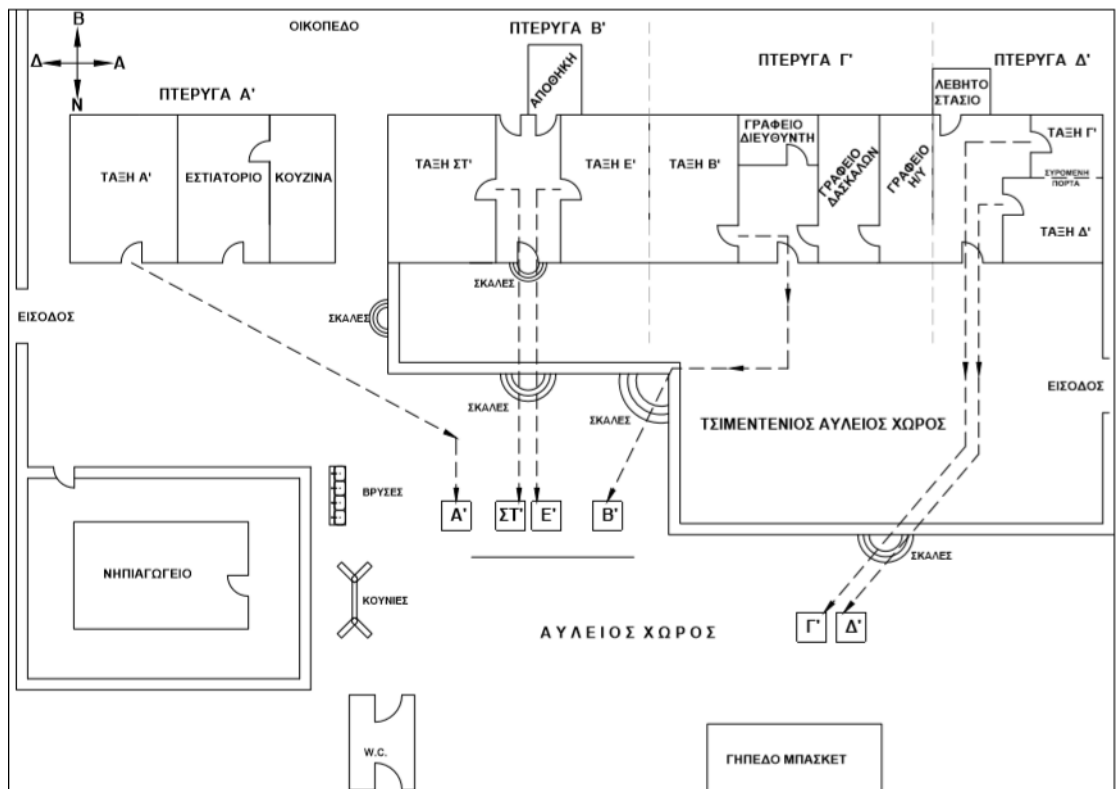 Β
ΟΙΚΟΠΕΔΟ
ΠΤΕΡΥΓΑ Β'
ΠΤΕΡΥΓΑ Γ'
ΠΤΕΡΥΓΑ Δ'
Δ
Α
Ν
ΠΤΕΡΥΓΑ Α'
ΑΠΟΘΗΚΗ
ΛΕΒΗΤΟ
ΣΤΑΣΙΟ
ΤΑΞΗ Α'
ΕΣΤΙΑΤΟΡΙΟ
ΚΟΥΖΙΝΑ
ΤΑΞΗ ΣΤ'
ΤΑΞΗ Ε'
ΤΑΞΗ Β'
ΓΡΑΦΕΙΟ
ΔΙΕΥΘΥΝΤΗ
ΓΡΑΦΕΙΟ
ΔΑΣΚΑΛΩΝ
ΓΡΑΦΕΙΟ
Η/Υ
ΤΑΞΗ Γ'
ΣΥΡΟΜΕΝΗ
ΠΟΡΤΑ
ΤΑΞΗ Δ'
ΣΚΑΛΕΣ
ΕΙΣΟΔΟΣ
ΣΚΑΛΕΣ
ΕΙΣΟΔΟΣ
ΣΚΑΛΕΣ
ΣΚΑΛΕΣ
ΤΣΙΜΕΝΤΕΝΙΟΣ ΑΥΛΕΙΟΣ ΧΩΡΟΣ
ΒΡΥΣΕΣ
Α'
ΣΤ'
Ε'
Β'
ΣΚΑΛΕΣ
ΝΗΠΙΑΓΩΓΕΙΟ
ΚΟΥΝΙΕΣ
ΑΥΛΕΙΟΣ ΧΩΡΟΣ
Γ'
Δ'
W.C.
ΓΗΠΕΔΟ ΜΠΑΣΚΕΤ